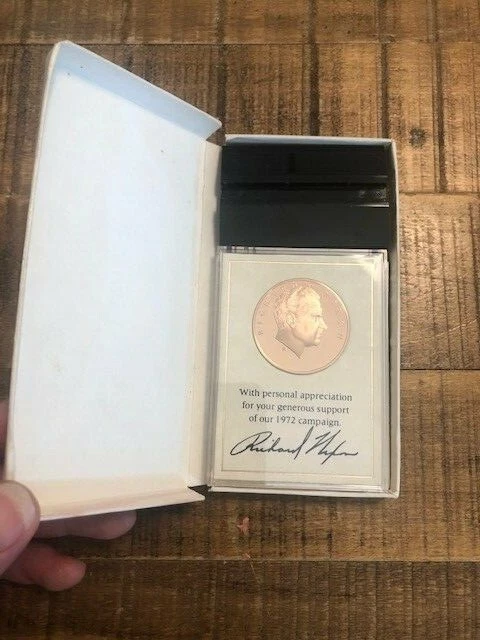 With personal appreciation
for your generous support
of our 1972 campaign.
Richard Nixon